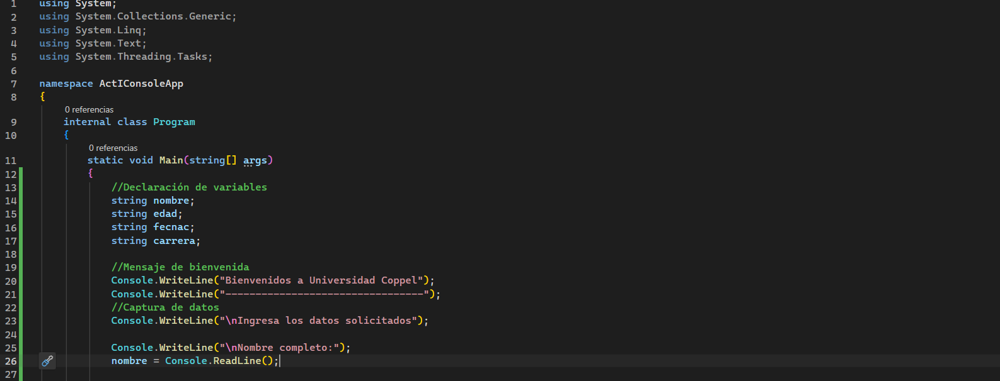 1 using System;
2 using System.Collections.Generic;
3 using System.Linq;
4 using System.Text;
5 using System.Threading.Tasks;
6
7 namespace ActIConsoleApp
8 {
0 referencias
9 internal class Program
10 {
0 referencias
11 static void Main(string[] args)
12 {
13 //Declaración de variables
14 string nombre;
15 string edad;
16 string fecnac;
17 string carrera;
18
19 //Mensaje de bienvenida
20 Console.WriteLine("Bienvenidos a Universidad Coppel");
21 Console.WriteLine("---------------------------------");
22 //Captura de datos
23 Console.WriteLine("\nIngresa los datos solicitados");
24
25 Console.WriteLine("\nNombre completo:");
26 nombre = Console.ReadLine();
27